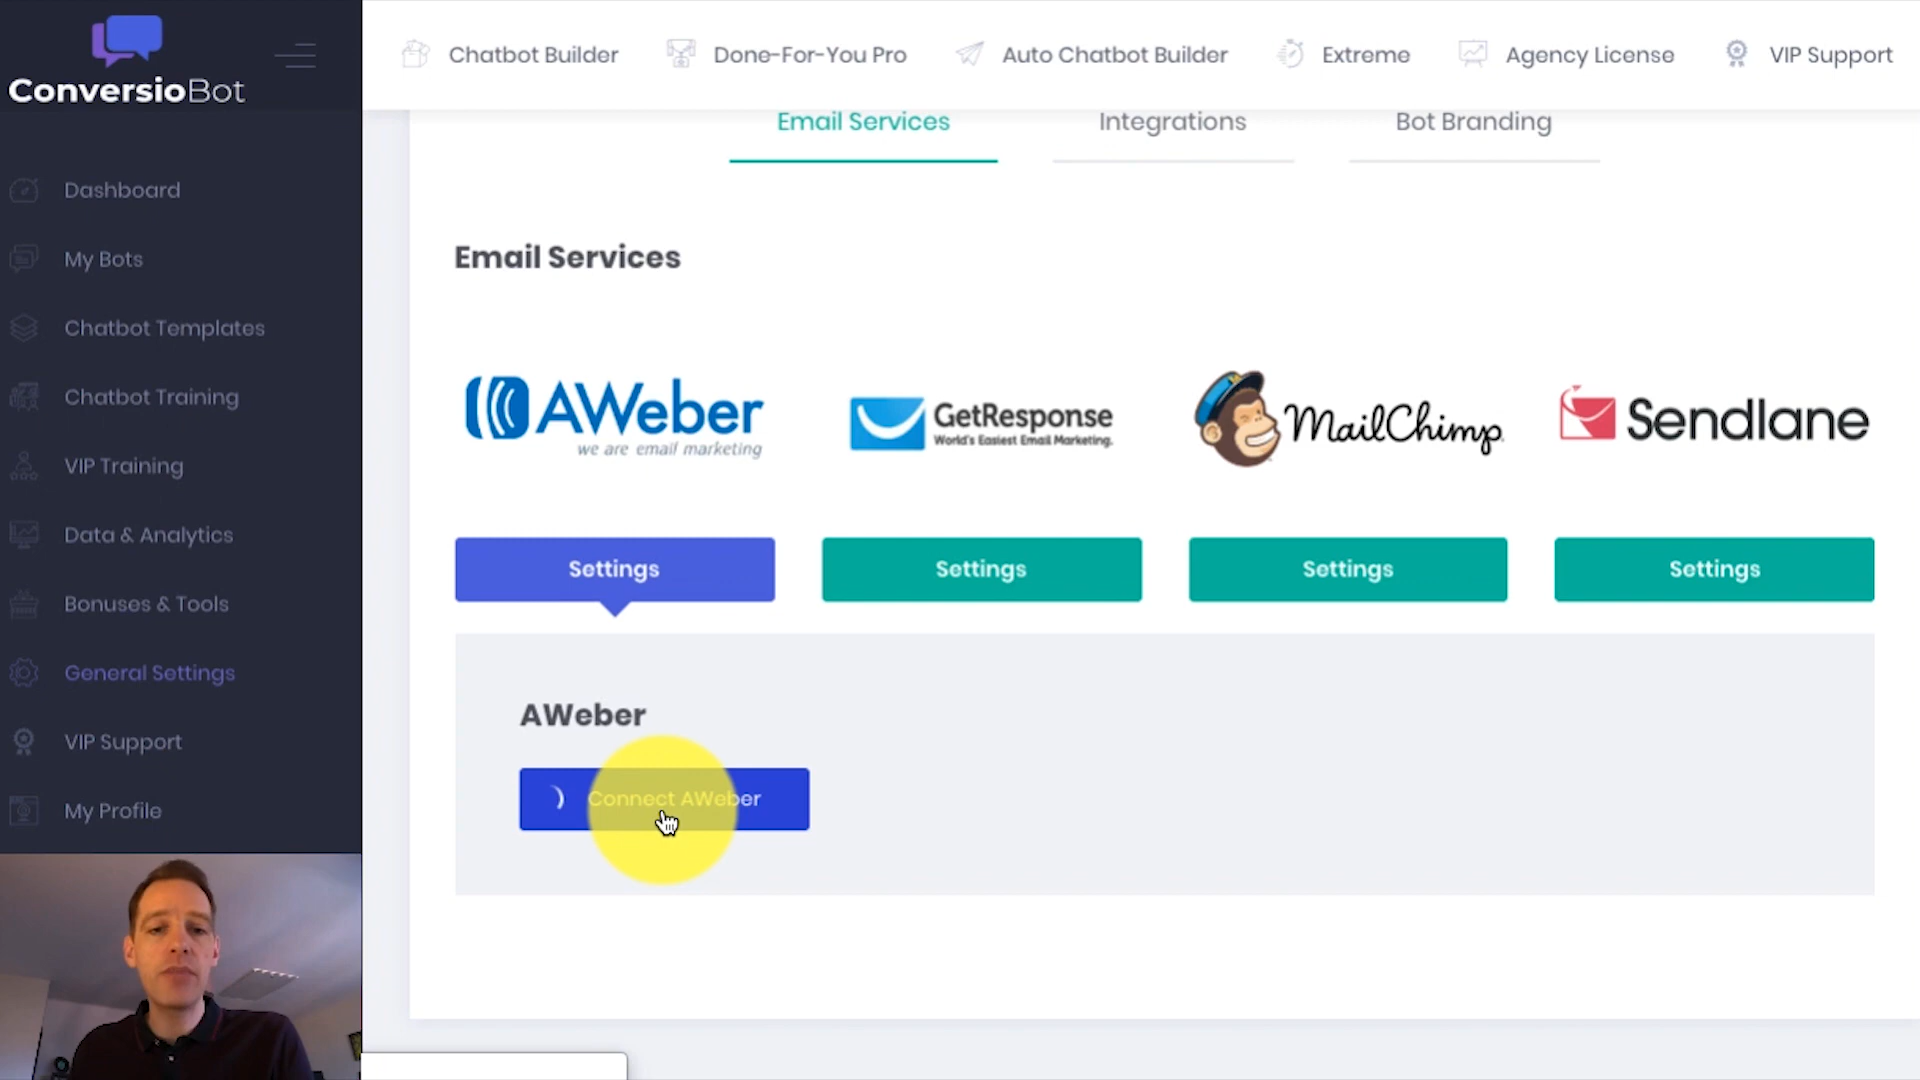 ConversioBot
Chatbot Builder
Done-For-You Pro
Auto Chatbot Builder
Extreme
Agency License
VIP Support
Dashboard
My Bots
Chatbot Templates
Chatbot Training
VIP Training
Data & Analytics
Bonuses & Tools
General Settings
VIP Support
My Profile
Email Services
Integrations
Bot Branding
Email Services
AWeber
we are email marketing
GetResponse
World's Easiest Email Marketing.
MailChimp
Sendlane
Settings
Settings
Settings
Settings
AWeber
Connect AWeber